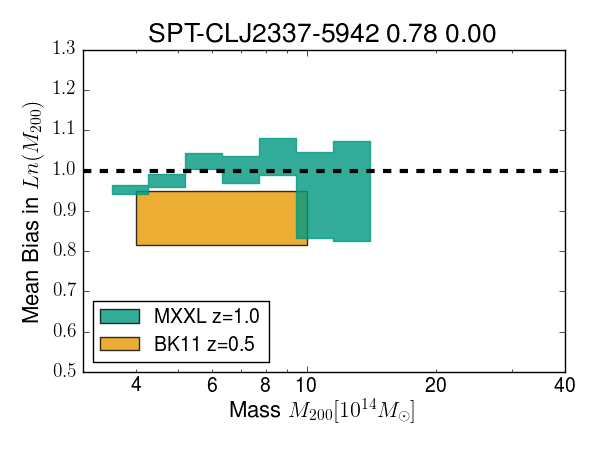 SPT-CLJ2337-5942 0.78 0.00
Mean Bias in Ln(M200)
1.3
1.2
1.1
1.0
0.9
0.8
0.7
0.6
0.5
MXXL z=1.0
BK11 z=0.5
4 6 8 10 20 40
Mass M200[10^14 M⊙]